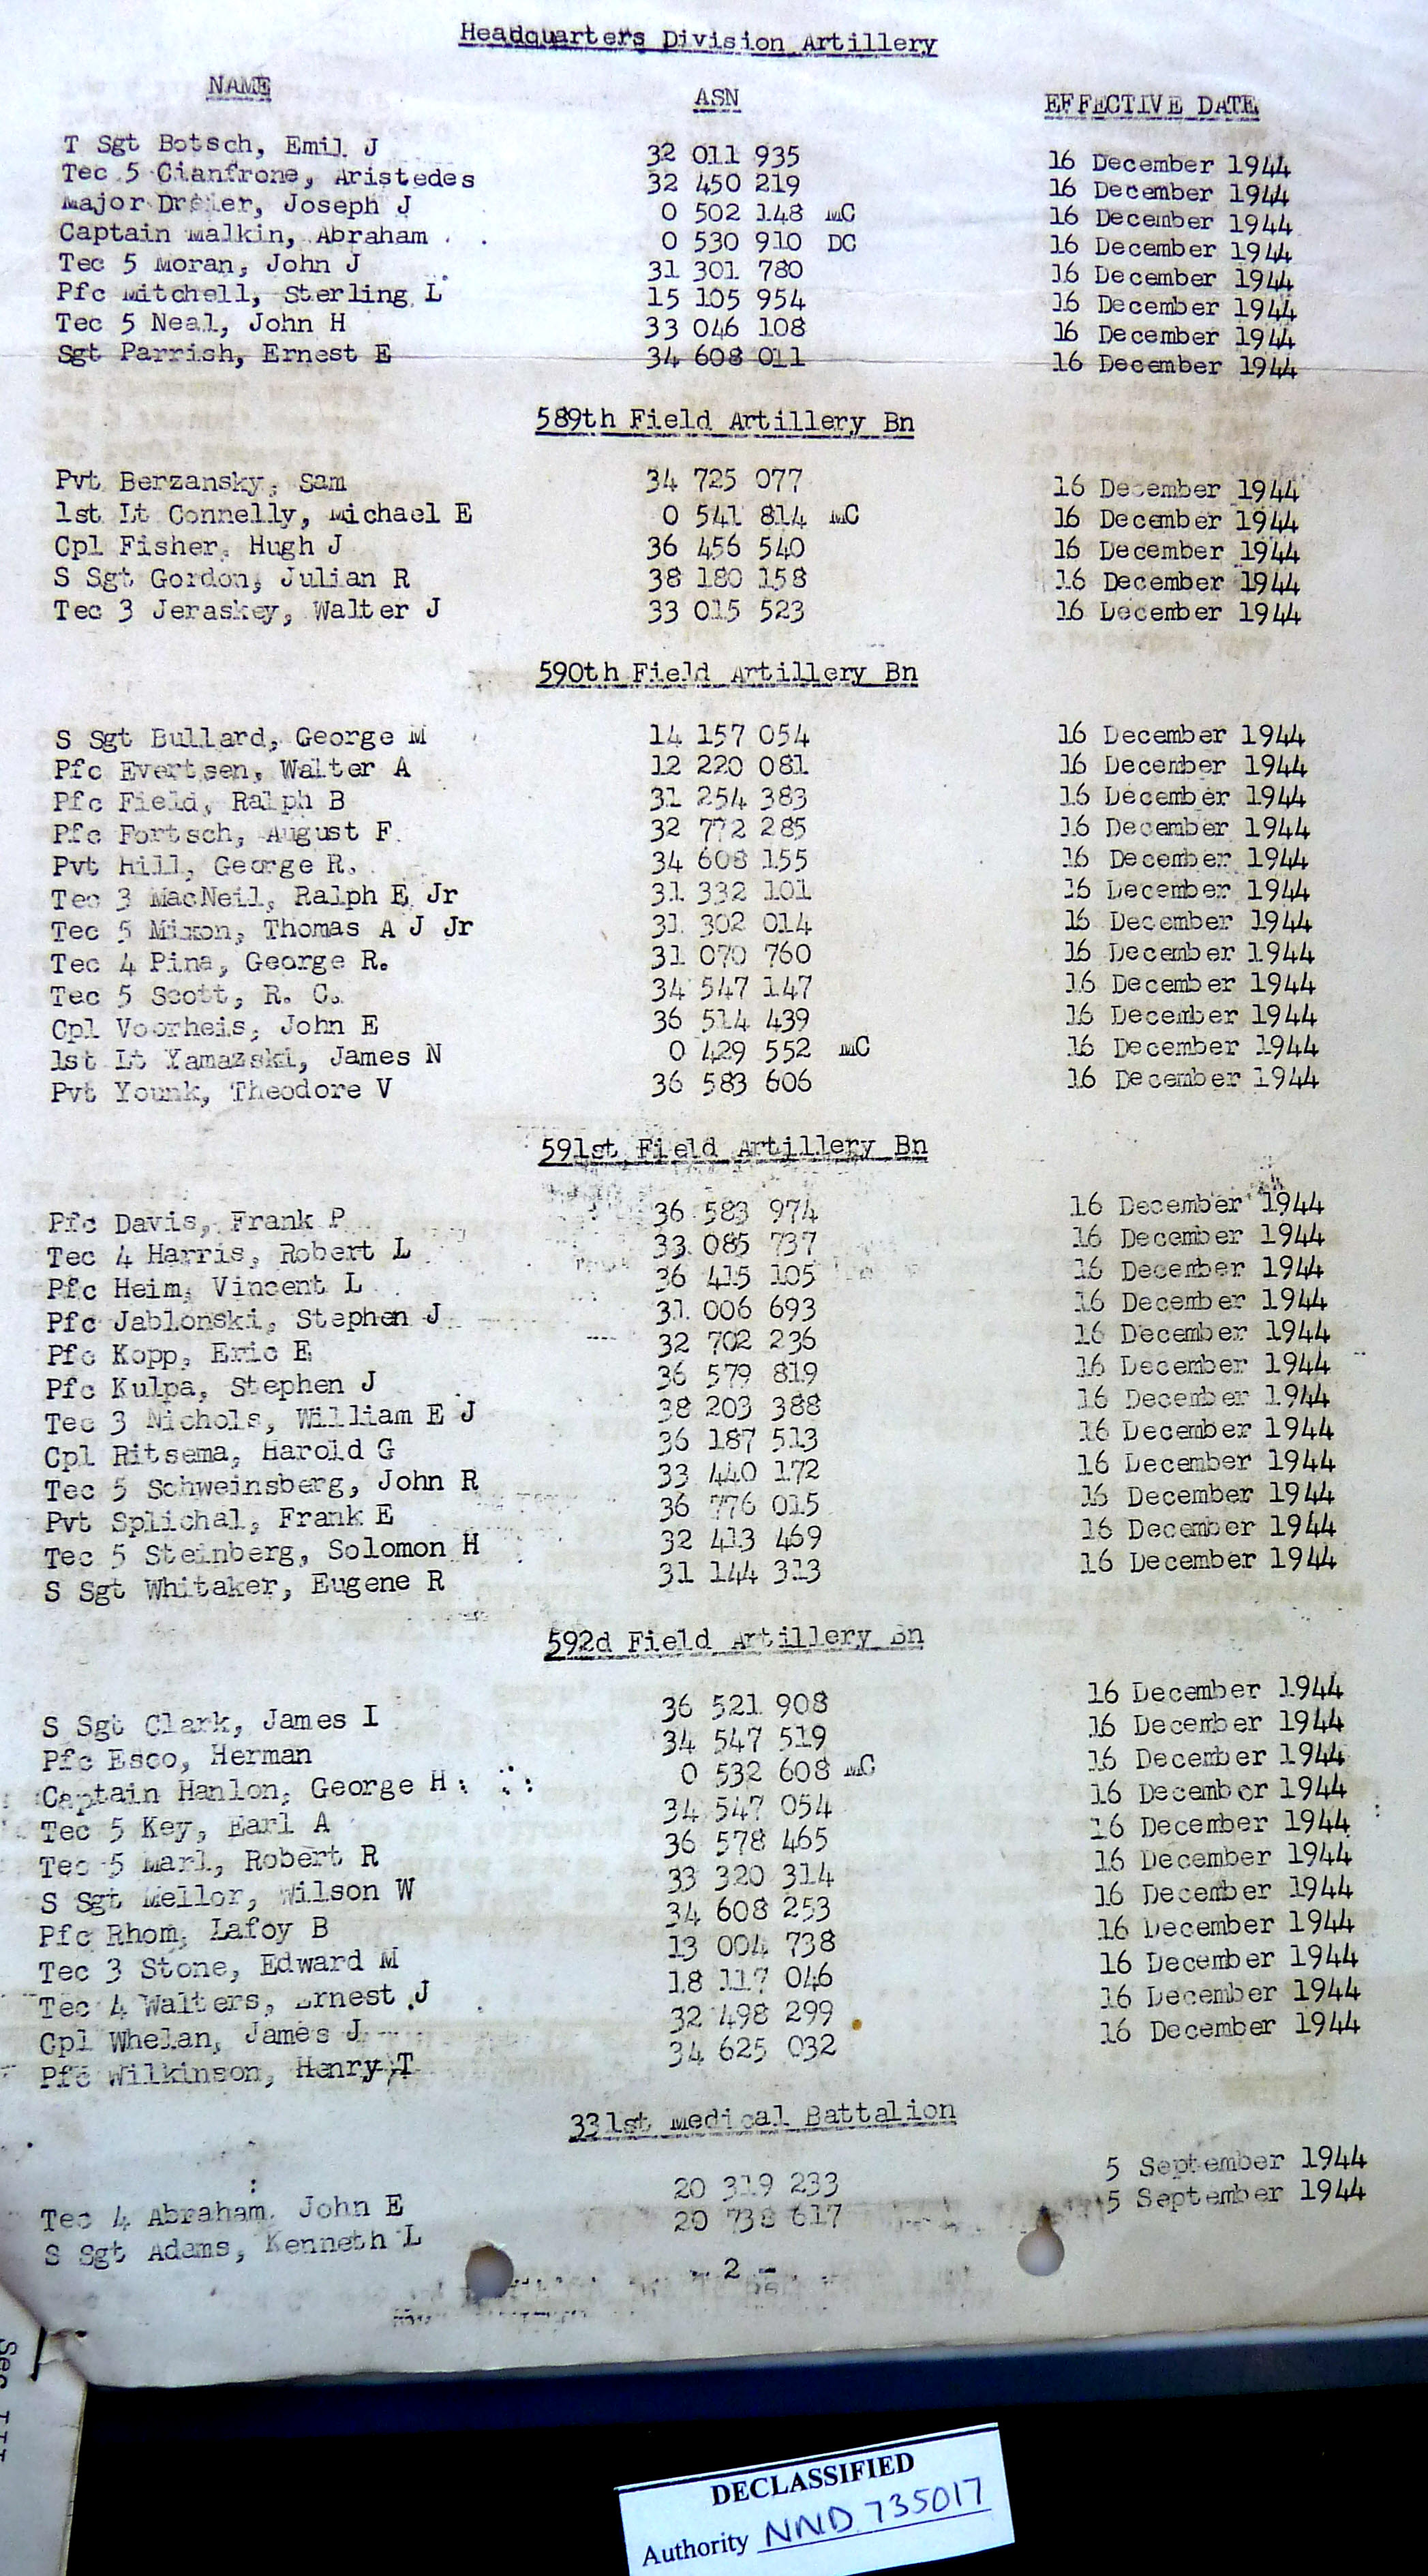 Headquarters Division Artillery
NAME ASN EFFECTIVE DATE
T Sgt Botsch, Emil J 32 011 935 16 December 1944
Tec 5 Cianfrone, Aristedes 32 450 219 16 December 1944
Major Joseph J 0 502 148 MC 16 December 1944
Captain Malkin, Abraham 0 530 910 DC 16 December 1944
Tec 5 Moran, John J 31 301 780 16 December 1944
Pfc Mitchell, Sterling L 15 105 954 16 December 1944
Tec 5 Neal, John H 33 046 108 16 December 1944
Sgt Parrish, Ernest E 34 608 011 16 December 1944
589th Field Artillery Bn
Pvt Berzansky, Sam 34 725 077 16 December 1944
1st Lt Connelly, Michael E 0 541 814 MC 16 December 1944
Cpl Fisher, Hugh J 36 456 540 16 December 1944
S Sgt Gordon, Julian R 38 180 158 16 December 1944
Tec 3 Jeraskey, Walter J 33 015 523 16 December 1944
590th Field Artillery Bn
S Sgt Bullard, George M 14 157 054 16 December 1944
Pfc Evertsen, Walter A 12 220 081 16 December 1944
Pfc Field, Ralph B 31 254 383 16 December 1944
Pfc Fortsch, August F. 32 772 285 16 December 1944
Pvt Hill, George R. 34 608 155 16 December 1944
Tec 3 MacNeil, Ralph E Jr 31 332 101 16 December 1944
Tec 5 Mixon, Thomas A J Jr 31 302 014 16 December 1944
Tec 4 Pina, George R. 31 070 760 16 December 1944
Tec 5 Scott, R. C. 34 547 147 16 December 1944
Cpl Voorheis, John E 36 514 439 16 December 1944
1st Lt Yamazski, James N 0 429 552 MC 16 December 1944
Pvt Younk, Theodore V 36 583 606 16 December 1944
591st Field Artillery Bn
Pfc Davis, Frank P 36 583 974 16 December 1944
Tec 4 Harris, Robert L 33 085 737 16 December 1944
Pfc Heim, Vincent L 36 415 105 16 December 1944
Pfc Jablonski, Stephen J 31 006 693 16 December 1944
Pfc Kopp, Eric E 32 702 236 16 December 1944
Pfc Kulpa, Stephen J 36 579 819 16 December 1944
Tec 3 Nichols, William E J 38 203 388 16 December 1944
Cpl Ritsema, Harold G 36 187 513 16 December 1944
Tec 5 Schweinsberg, John R 33 440 172 16 December 1944
Pvt Splichal, Frank E 36 776 015 16 December 1944
Tec 5 Steinberg, Solomon H 32 413 469 16 December 1944
S Sgt Whitaker, Eugene R 31 144 313 16 December 1944
592d Field Artillery Bn
S Sgt Clark, James I 36 521 908 16 December 1944
Pfc Esco, Herman 34 547 519 16 December 1944
Captain Hanlon, George H 0 532 608 MC 16 December 1944
Tec 5 Key, Earl A 34 547 054 16 December 1944
Tec 5 Marl, Robert R 36 578 465 16 December 1944
S Sgt Mellor, Wilson W 33 320 314 16 December 1944
Pfc Rhom, Lafoy B 34 608 253 16 December 1944
Tec 3 Stone, Edward M 13 004 738 16 December 1944
Tec 4 Walters, Ernest J 18 117 046 16 December 1944
Cpl Whelan, James J 32 498 299 16 December 1944
Pfc Wilkinson, Henry T 34 625 032 16 December 1944
331st Medical Battalion
Tec 4 Abraham, John E 20 319 233 5 September 1944
S Sgt Adams, Kenneth L 20 738 617 5 September 1944
- 2 -
Sec III
DECLASSIFIED
Authority NND 735017